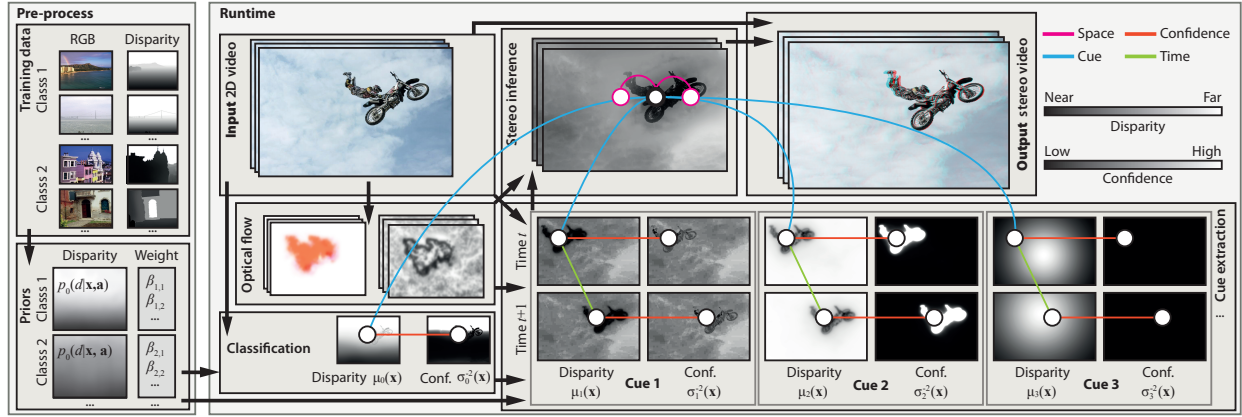 Pre-process
Training data
RGB
Disparity
Classs 1
...
...
Classs 2
...
...
Priors
Disparity
Weight
Classs 1
p₀(d|x,a)
β₁,₁
β₁,₂
...
Classs 2
p₀(d|x, a)
β₂,₁
β₂,₂
...
...
...
Runtime
Input 2D video
Stereo inference
Output stereo video
Space
Confidence
Cue
Time
Near
Far
Disparity
Low
High
Confidence
Optical flow
Classification
Disparity μ₀(x)
Conf. σ₀⁻²(x)
Time t
Time t+1
Disparity
μ₁(x)
Cue 1
Conf.
σ₁⁻²(x)
Disparity
μ₂(x)
Cue 2
Conf.
σ₂⁻²(x)
Disparity
μ₃(x)
Cue 3
Conf.
σ₃⁻²(x)
Cue extraction
...